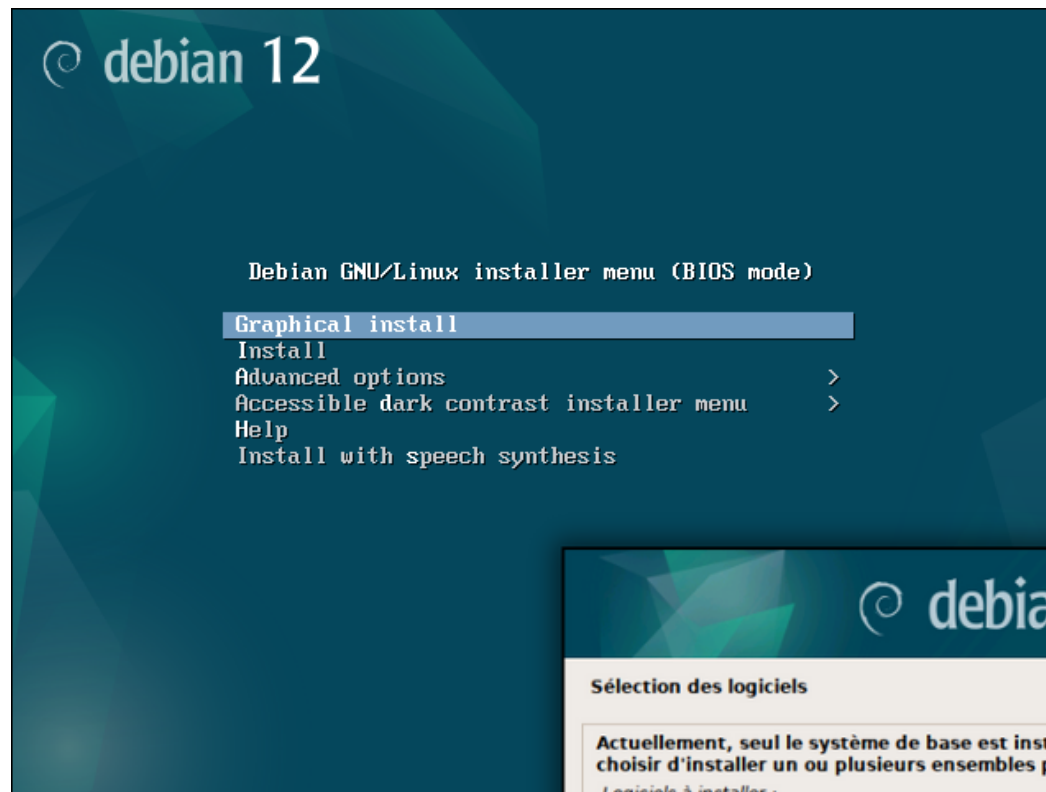 debian 12
Debian GNU/Linux installer menu (BIOS mode)
Graphical install
Install
Advanced options >
Accessible dark contrast installer menu >
Help
Install with speech synthesis
debia
Sélection des logiciels
Actuellement, seul le système de base est inst
choisir d'installer un ou plusieurs ensembles p
Logiciels à installer :